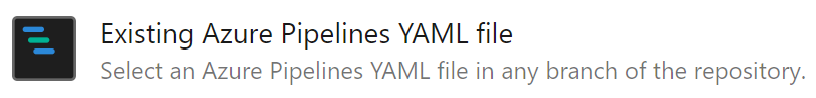 Existing Azure Pipelines YAML file
Select an Azure Pipelines YAML file in any branch of the repository.